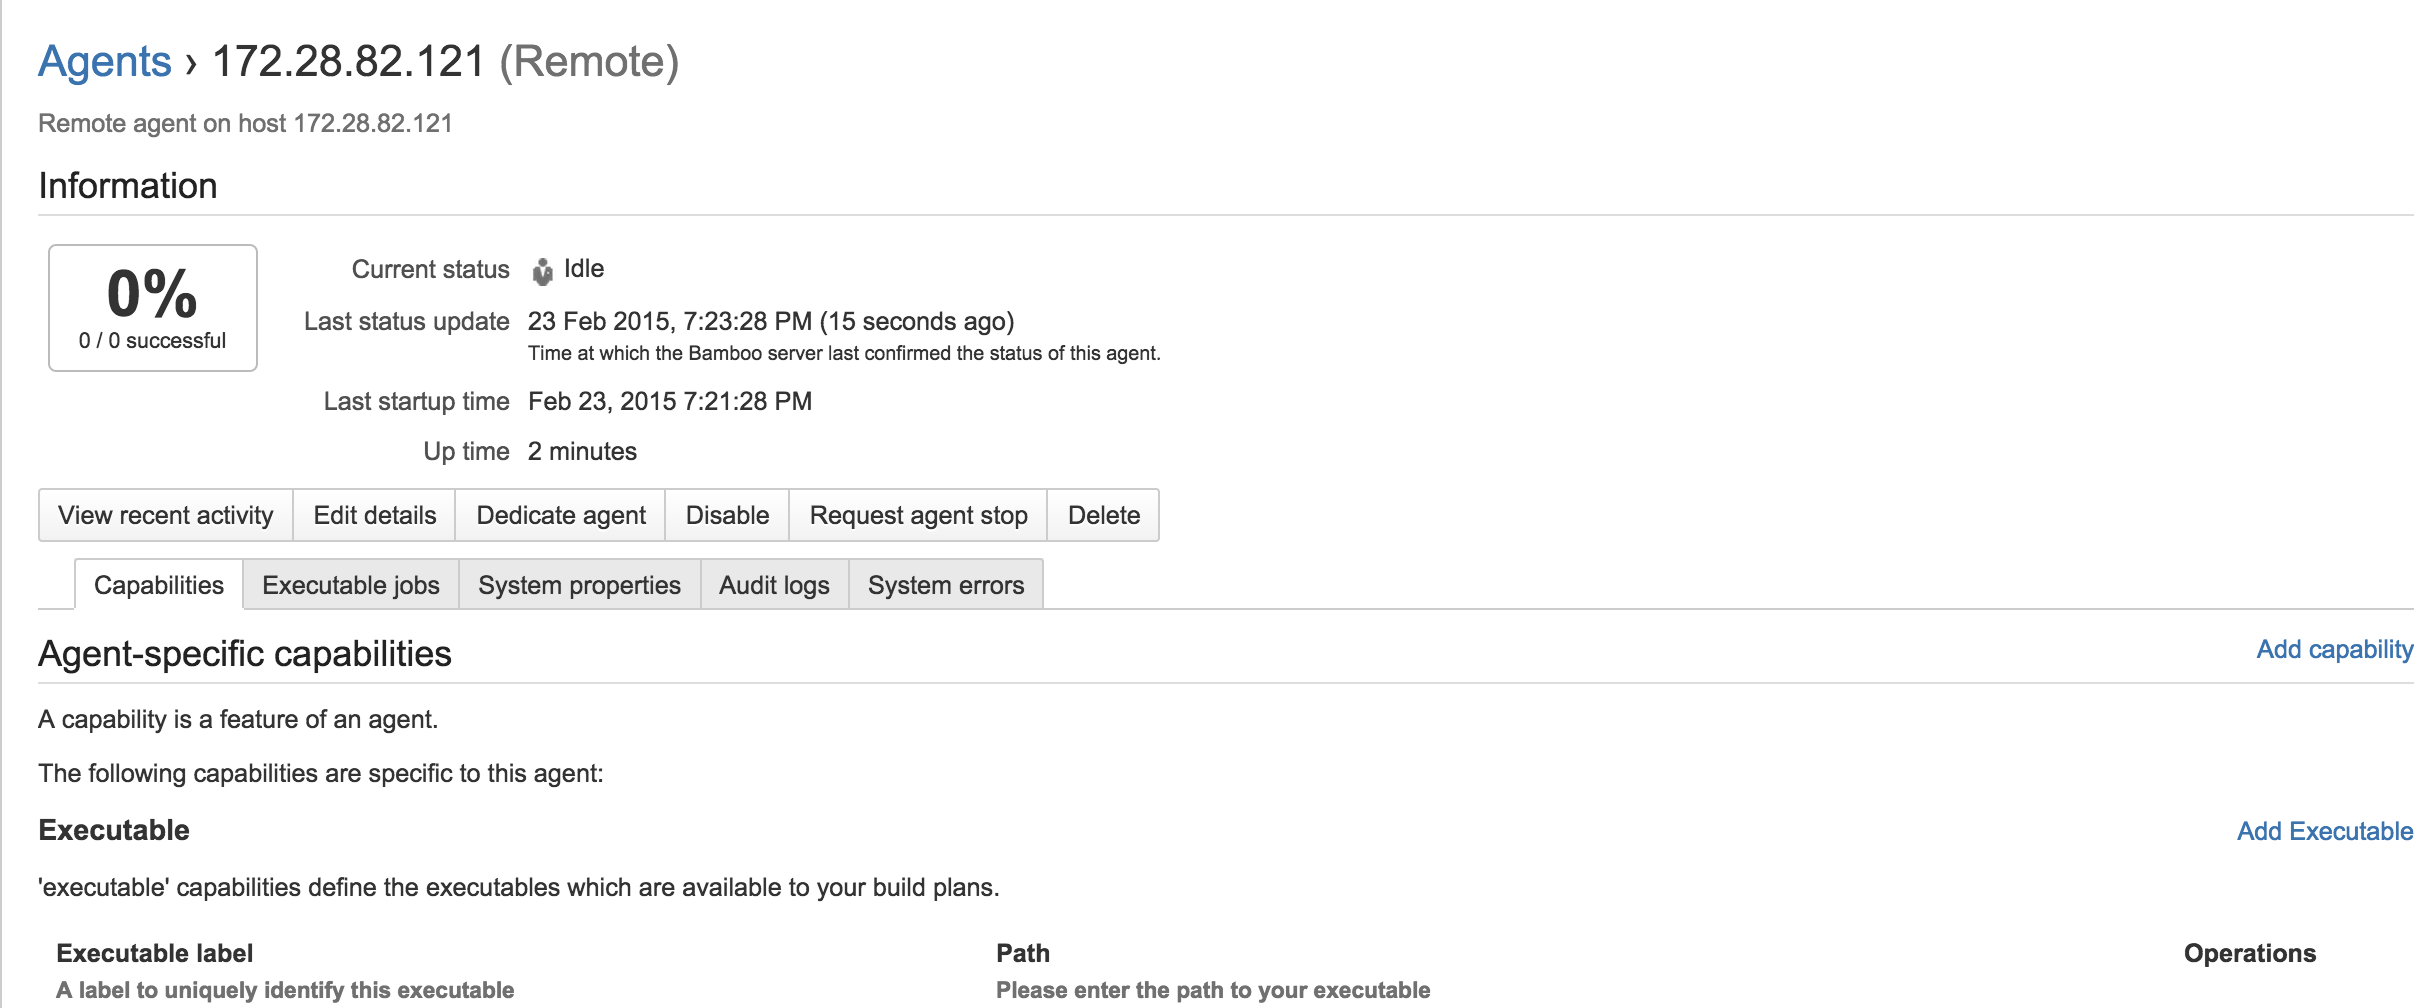 Agents › 172.28.82.121 (Remote)
Remote agent on host 172.28.82.121
Information
0%
0 / 0 successful
Current status Idle
Last status update 23 Feb 2015, 7:23:28 PM (15 seconds ago)
Time at which the Bamboo server last confirmed the status of this agent.
Last startup time Feb 23, 2015 7:21:28 PM
Up time 2 minutes
View recent activity Edit details Dedicate agent Disable Request agent stop Delete
Capabilities Executable jobs System properties Audit logs System errors
Agent-specific capabilities Add capability
A capability is a feature of an agent.
The following capabilities are specific to this agent:
Executable Add Executable
'executable' capabilities define the executables which are available to your build plans.
Executable label Path Operations
A label to uniquely identify this executable Please enter the path to your executable